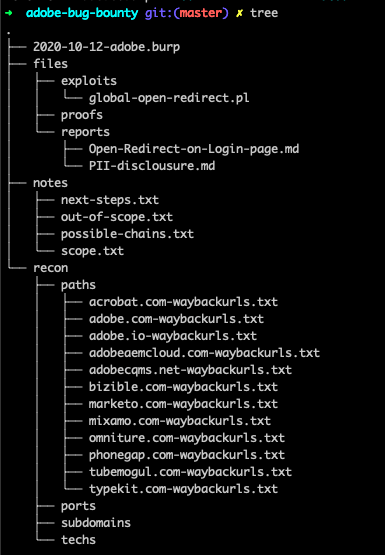 ➜ adobe-bug-bounty git:(master) ✗ tree
.
├── 2020-10-12-adobe.burp
├── files
│   ├── exploits
│   │   └── global-open-redirect.pl
│   ├── proofs
│   └── reports
│       ├── Open-Redirect-on-Login-page.md
│       └── PII-disclousure.md
├── notes
│   ├── next-steps.txt
│   ├── out-of-scope.txt
│   ├── possible-chains.txt
│   └── scope.txt
└── recon
    ├── paths
    │   ├── acrobat.com-waybackurls.txt
    │   ├── adobe.com-waybackurls.txt
    │   ├── adobe.io-waybackurls.txt
    │   ├── adobeaemcloud.com-waybackurls.txt
    │   ├── adobecqms.net-waybackurls.txt
    │   ├── bizible.com-waybackurls.txt
    │   ├── marketo.com-waybackurls.txt
    │   ├── mixamo.com-waybackurls.txt
    │   ├── omniture.com-waybackurls.txt
    │   ├── phonegap.com-waybackurls.txt
    │   ├── tubemogul.com-waybackurls.txt
    │   └── typekit.com-waybackurls.txt
    ├── ports
    ├── subdomains
    └── techs